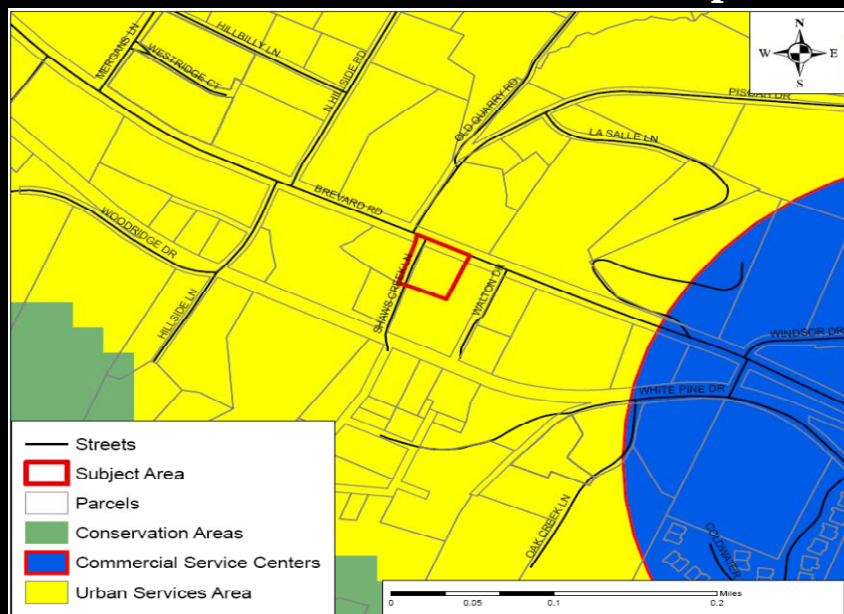 N
W E
S
HILLBILLY LN
MERGANS LN
WESTRIDGE CT
N HILLSIDE RD
OLD QUARRY RD
PISGAH DR
LA SALLE LN
BREVARD RD
WOODRIDGE DR
SHAWS CREEK LN
WALTON DR
HILLSIDE LN
WINDSOR DR
WHITE PINE DR
OAK CREEK LN
COLDWATER
Streets
Subject Area
Parcels
Conservation Areas
Commercial Service Centers
Urban Services Area
Miles
0 0.05 0.1 0.2